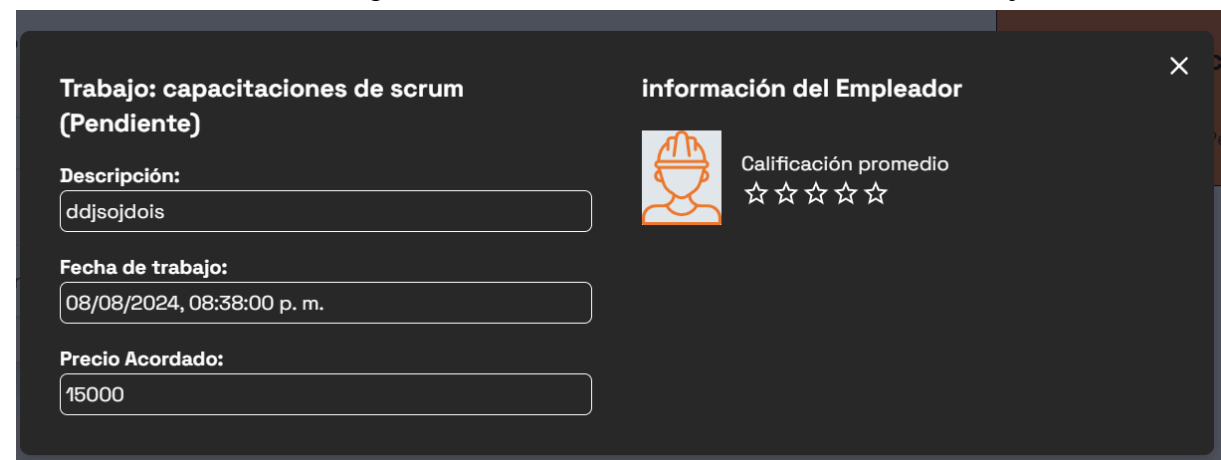 Trabajo: capacitaciones de scrum
(Pendiente)
Descripción:
ddjsojdois
Fecha de trabajo:
08/08/2024, 08:38:00 p. m.
Precio Acordado:
15000
información del Empleador
Calificación promedio